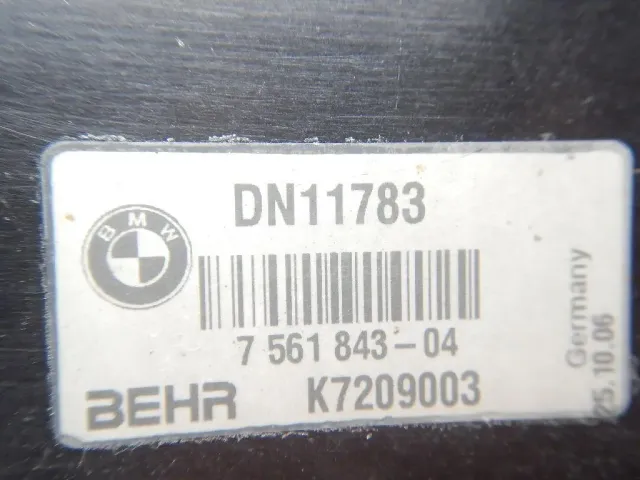 DN11783
BMW
7 561 843-04
BEHR K7209003
Germany
25.10.06